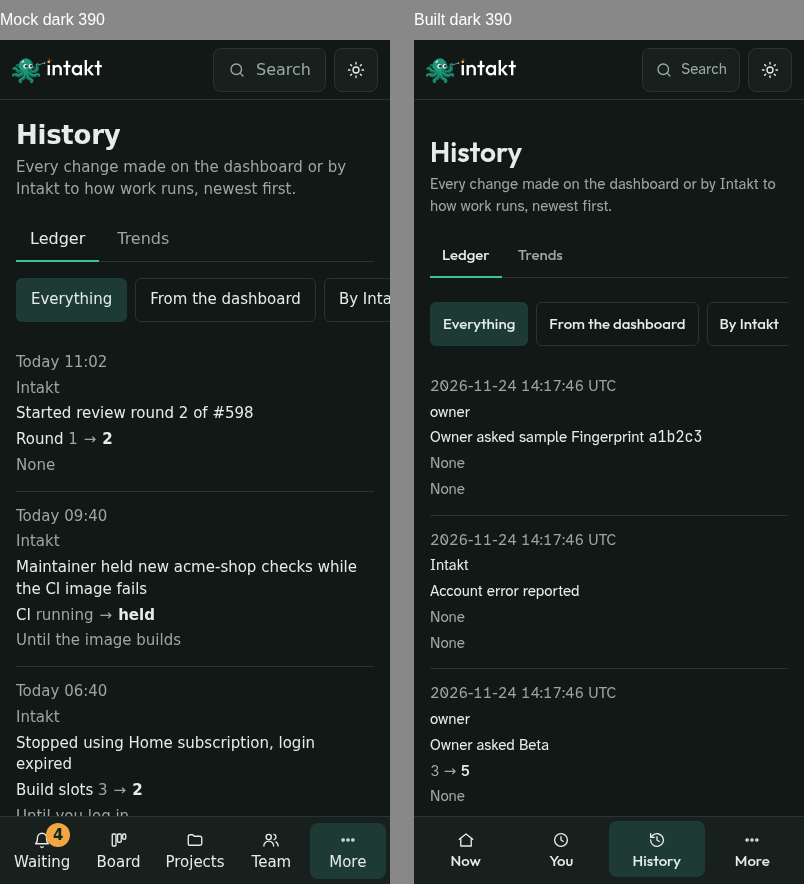 Mock dark 390
intakt
Search
History
Every change made on the dashboard or by
Intakt to how work runs, newest first.
Ledger
Trends
Everything
From the dashboard
By Inta
Today 11:02
Intakt
Started review round 2 of #598
Round 1 → 2
None
Today 09:40
Intakt
Maintainer held new acme-shop checks while
the CI image fails
CI running → held
Until the image builds
Today 06:40
Intakt
Stopped using Home subscription, login
expired
Build slots 3 → 2
Until you log in
4
Waiting
Board
Projects
Team
More
Built dark 390
intakt
Search
History
Every change made on the dashboard or by Intakt to
how work runs, newest first.
Ledger
Trends
Everything
From the dashboard
By Intakt
2026-11-24 14:17:46 UTC
owner
Owner asked sample Fingerprint a1b2c3
None
None
2026-11-24 14:17:46 UTC
Intakt
Account error reported
None
None
2026-11-24 14:17:46 UTC
owner
Owner asked Beta
3 → 5
None
Now
You
History
More